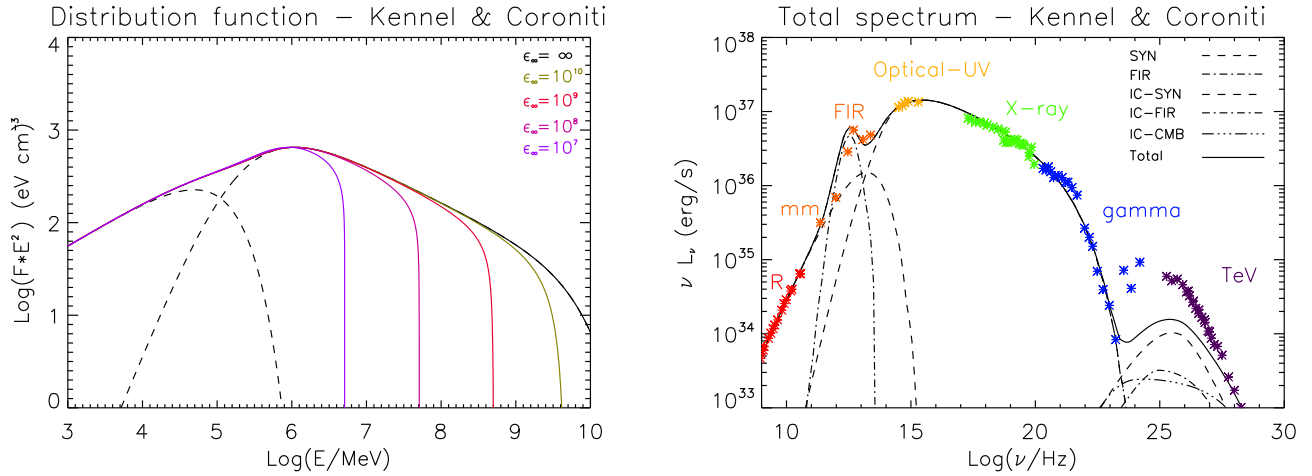 Distribution function – Kennel & Coroniti
4
3
2
1
0
Log(F*E²) (eV cm⁻³)
3 4 5 6 7 8 9 10
Log(E/MeV)
ϵ∞= ∞
ϵ∞=10¹⁰
ϵ∞=10⁹
ϵ∞=10⁸
ϵ∞=10⁷
Total spectrum – Kennel & Coroniti
10³⁸
10³⁷
10³⁶
10³⁵
10³⁴
10³³
ν Lᵥ (erg/s)
10 15 20 25 30
Log(ν/Hz)
R
mm
FIR
Optical–UV
X–ray
gamma
TeV
SYN
FIR
IC–SYN
IC–FIR
IC–CMB
Total